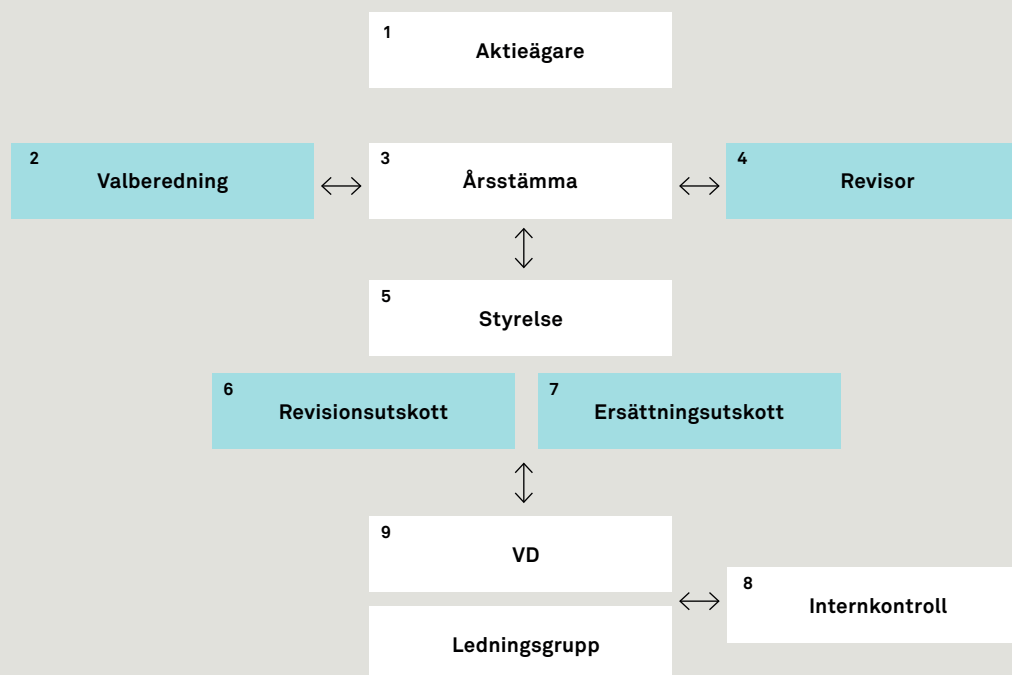 1
Aktieägare
2
Valberedning
3
Årsstämma
4
Revisor
5
Styrelse
6
Revisionsutskott
7
Ersättningsutskott
9
VD
8
Internkontroll
Ledningsgrupp